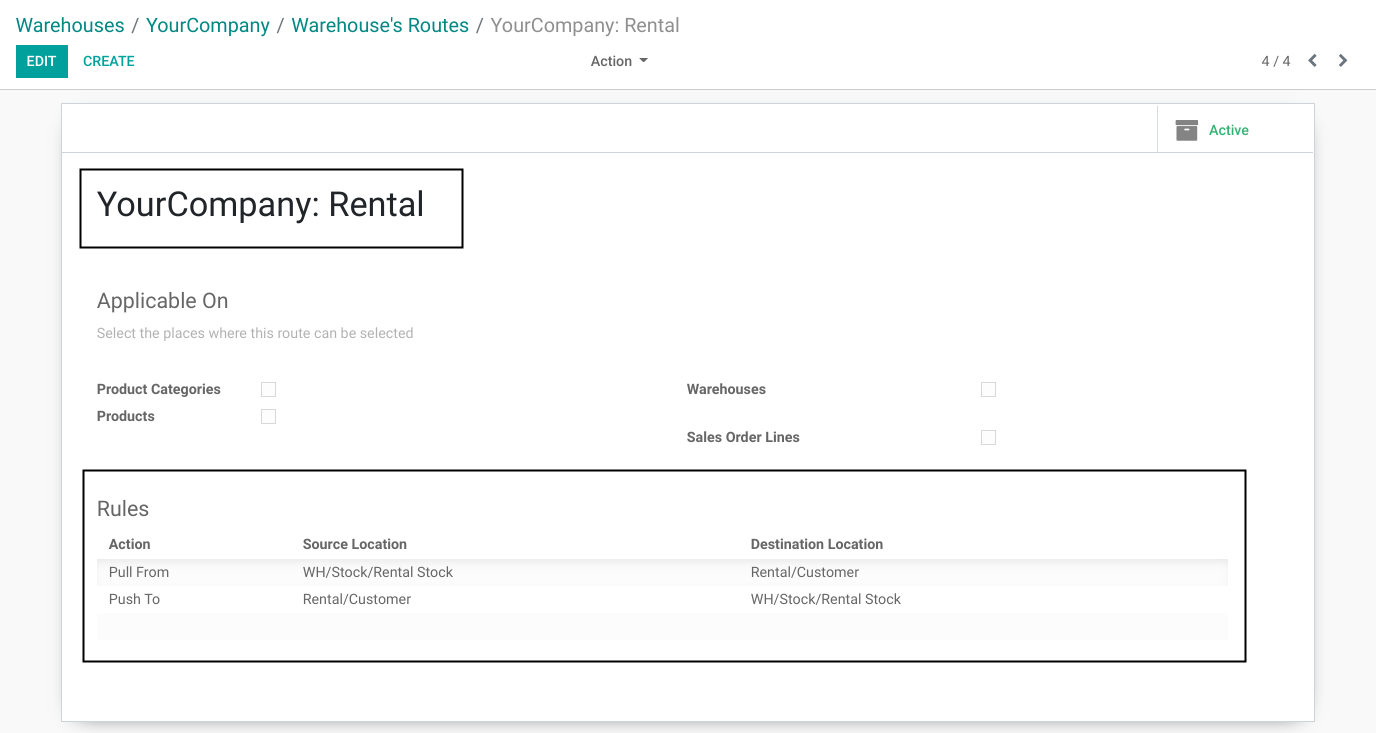 Warehouses / YourCompany / Warehouse's Routes / YourCompany: Rental
EDIT CREATE Action 4 / 4
Active
YourCompany: Rental
Applicable On
Select the places where this route can be selected
Product Categories Warehouses
Products
Sales Order Lines
Rules
Action Source Location Destination Location
Pull From WH/Stock/Rental Stock Rental/Customer
Push To Rental/Customer WH/Stock/Rental Stock